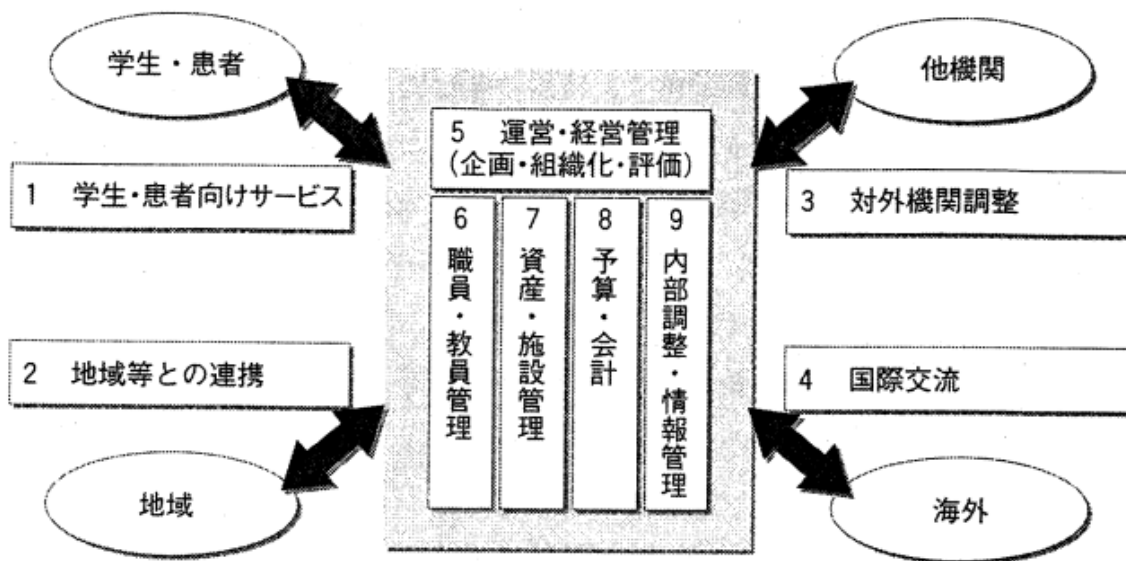 学生・患者
他機関
5 運営・経営管理
(企画・組織化・評価)
1 学生・患者向けサービス
3 対外機関調整
6 職員・教員管理
7 資産・施設管理
8 予算・会計
9 内部調整・情報管理
2 地域等との連携
4 国際交流
地域
海外